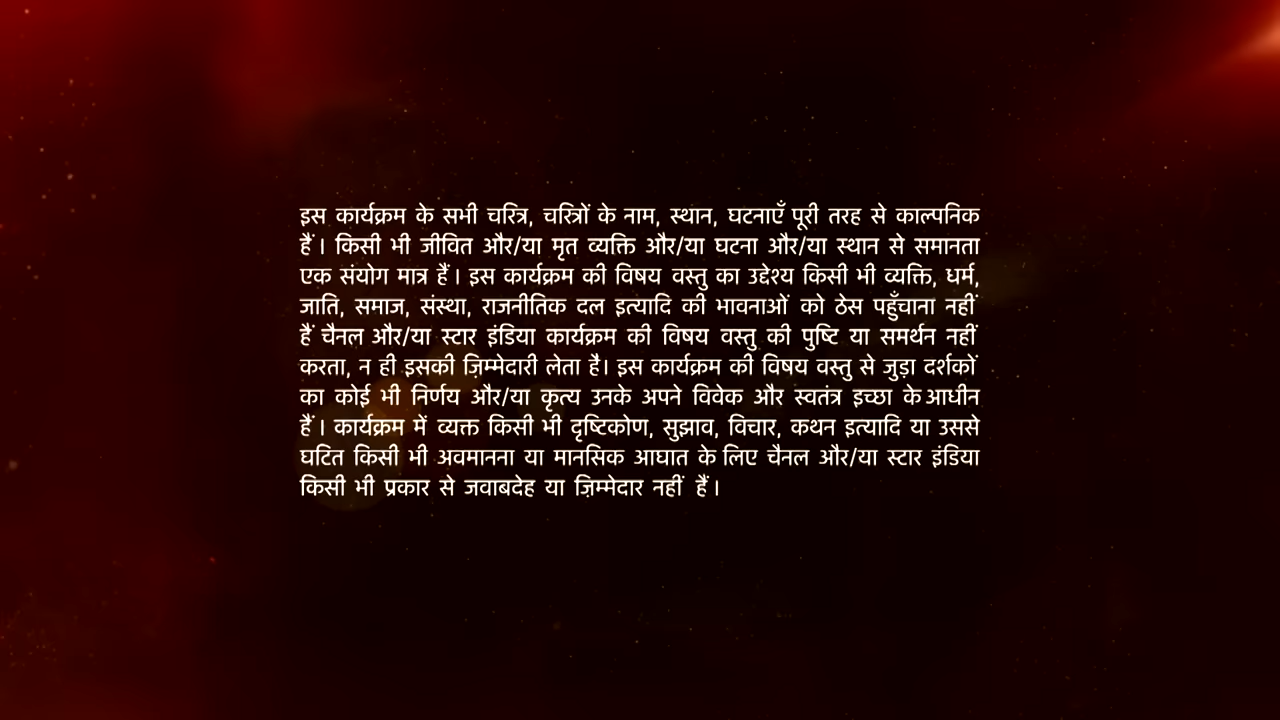 इस कार्यक्रम के सभी चरित्र, चरित्रों के नाम, स्थान, घटनाएँ पूरी तरह से काल्पनिक
हैं। किसी भी जीवित और/या मृत व्यक्ति और/या घटना और/या स्थान से समानता
एक संयोग मात्र हैं। इस कार्यक्रम की विषय वस्तु का उद्देश्य किसी भी व्यक्ति, धर्म,
जाति, समाज, संस्था, राजनीतिक दल इत्यादि की भावनाओं को ठेस पहुँचाना नहीं
हैं चैनल और/या स्टार इंडिया कार्यक्रम की विषय वस्तु की पुष्टि या समर्थन नहीं
करता, न ही इसकी ज़िम्मेदारी लेता है। इस कार्यक्रम की विषय वस्तु से जुड़ा दर्शकों
का कोई भी निर्णय और/या कृत्य उनके अपने विवेक और स्वतंत्र इच्छा के आधीन
हैं। कार्यक्रम में व्यक्त किसी भी दृष्टिकोण, सुझाव, विचार, कथन इत्यादि या उससे
घटित किसी भी अवमानना या मानसिक आघात के लिए चैनल और/या स्टार इंडिया
किसी भी प्रकार से जवाबदेह या ज़िम्मेदार नहीं हैं।